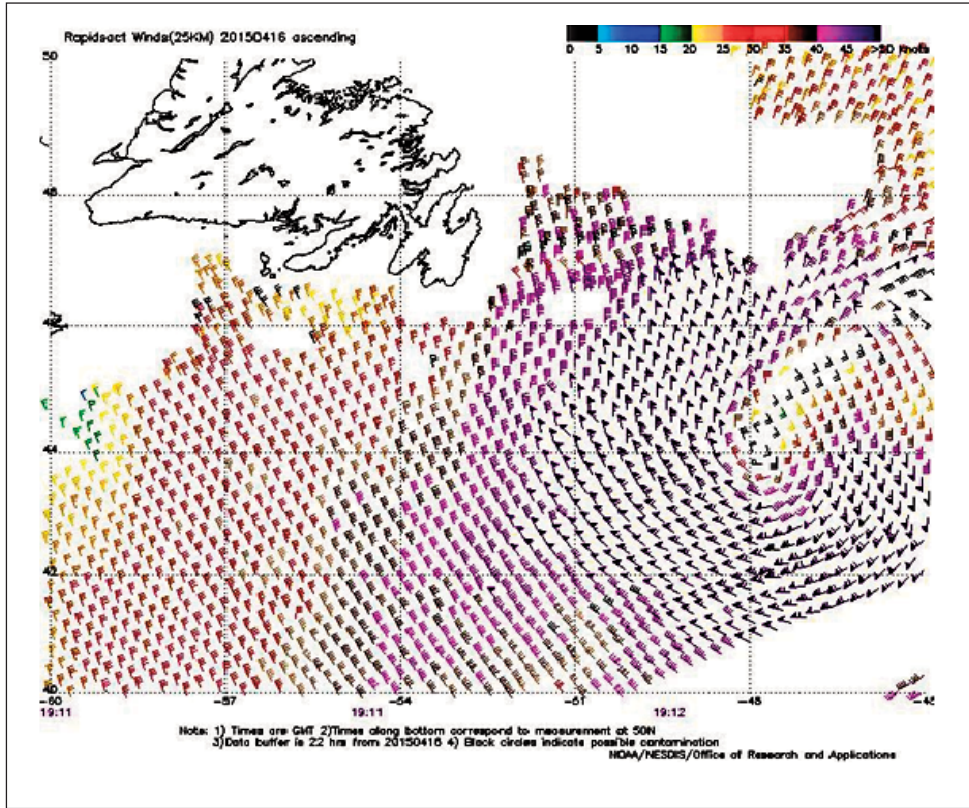 Rapidscat Winds(25KM) 20150416 ascending
0 5 10 15 20 25 30 35 40 45 >50 knots
50
48
46
44
42
40
-60 -57 -54 -51 -48 -45
19:11 19:11 19:12
Note: 1) Times are GMT 2)Times along bottom correspond to measurement at 50N
3)Data buffer is 22 hrs from 20150416 4) Black circles indicate possible contamination
NOAA/NESDIS/Office of Research and Applications